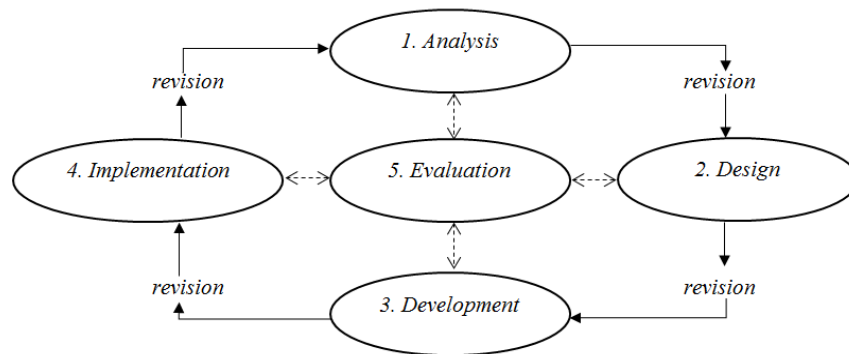 1. Analysis
revision
revision
4. Implementation
5. Evaluation
2. Design
revision
revision
3. Development